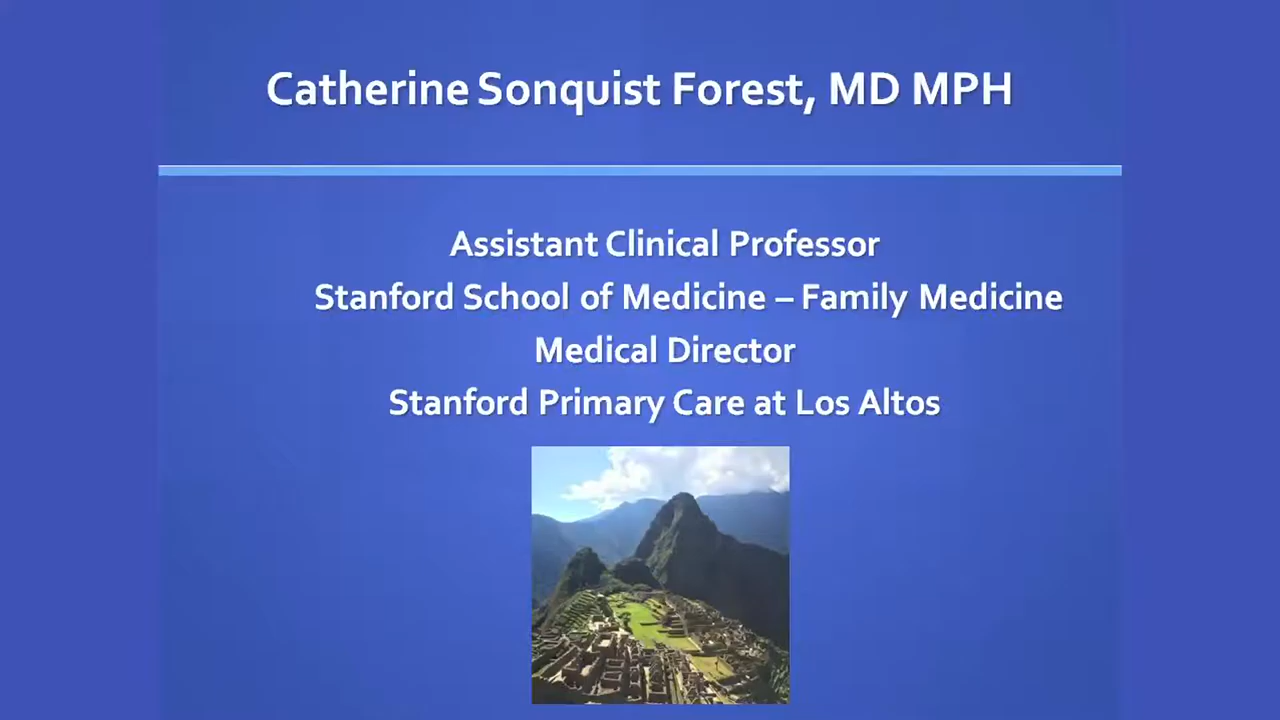 Catherine Sonquist Forest, MD MPH
Assistant Clinical Professor
Stanford School of Medicine – Family Medicine
Medical Director
Stanford Primary Care at Los Altos